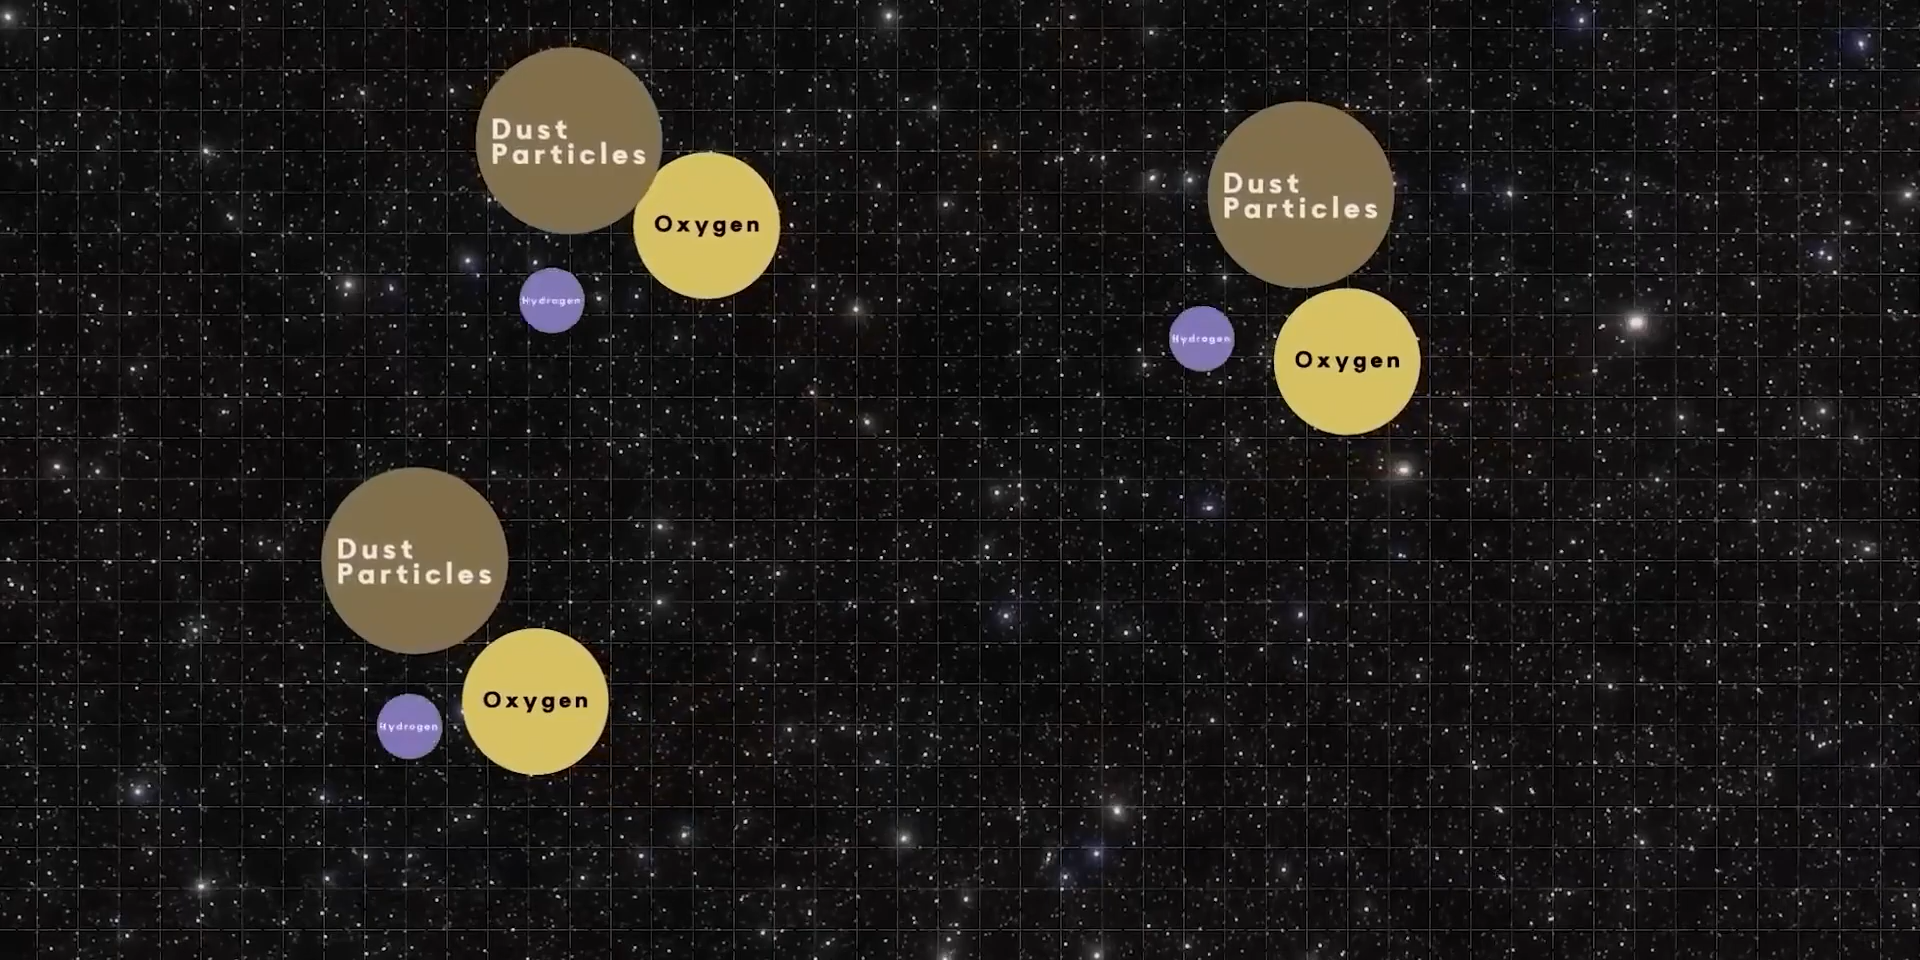 Dust
Particles
Oxygen
Hydrogen
Dust
Particles
Hydrogen
Oxygen
Dust
Particles
Oxygen
Hydrogen